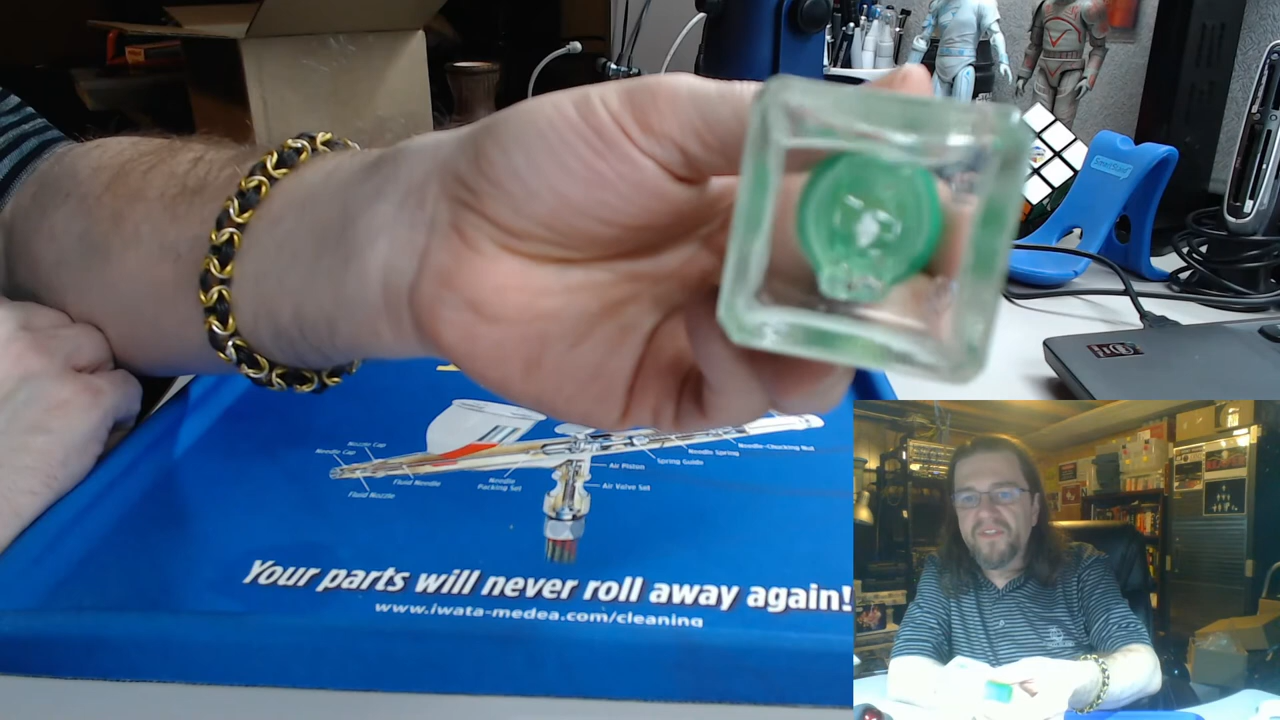 Nozzle Cap
Needle Cap
Fluid Nozzle
Fluid Needle
Needle
Packing Set
Air Piston
Air Valve Set
Spring Guide
Needle Spring
Needle-Chucking Nut
Your parts will never roll away again!
www.iwata-medea.com/cleaning